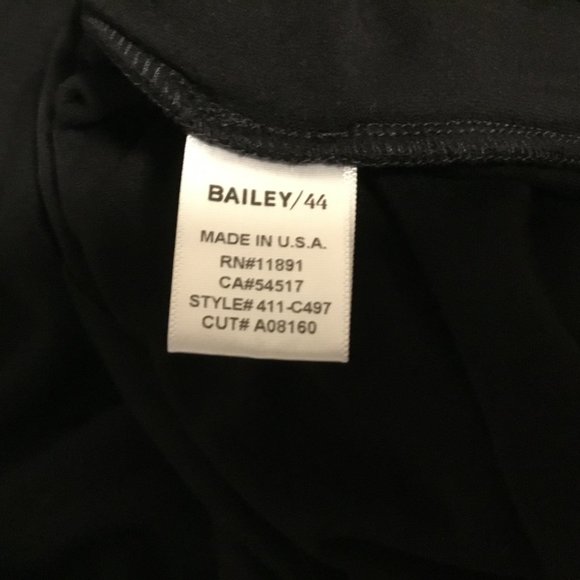 BAILEY/44
MADE IN U.S.A.
RN#11891
CA#54517
STYLE# 411-C497
CUT# A08160